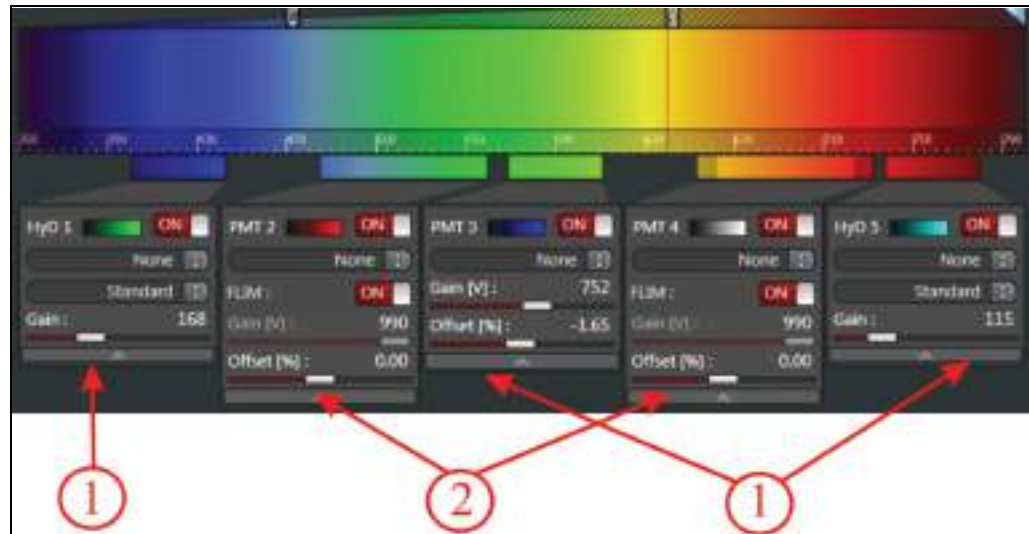 HyD 1 ON
None
Standard
Gain : 168
PMT 2 ON
None
FLIM : ON
Gain [V] : 990
Offset [%] : 0.00
PMT 3 ON
None
Gain [V] : 752
Offset [%] : -1.65
PMT 4 ON
None
FLIM : ON
Gain [V] : 990
Offset [%] : 0.00
HyD 5 ON
None
Standard
Gain : 115
1 2 1